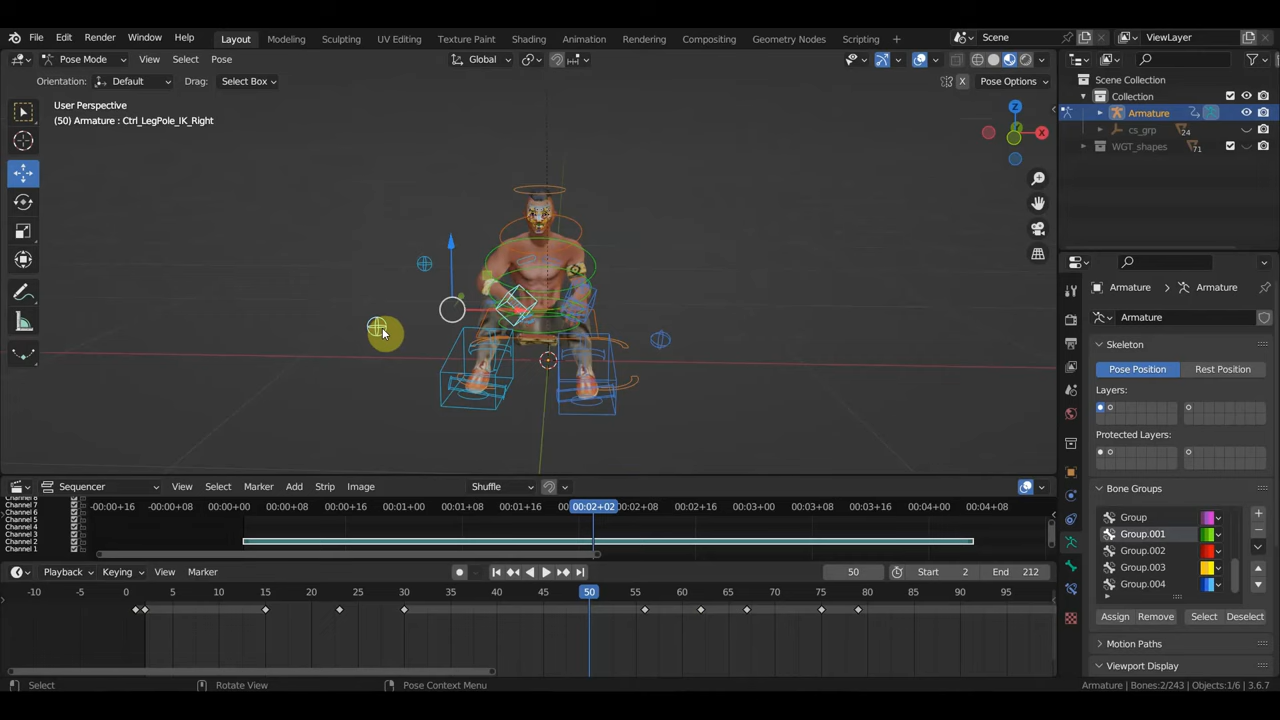 File Edit Render Window Help Layout Modeling Sculpting UV Editing Texture Paint Shading Animation Rendering Compositing Geometry Nodes Scripting + Scene ViewLayer
Pose Mode View Select Pose Global
Orientation: Default Drag: Select Box X Pose Options
User Perspective
(50) Armature : Ctrl_LegPole_IK_Right
X
Z
Scene Collection
Collection
Armature
cs_grp 24
WGT_shapes 71
Armature Armature
Armature
Skeleton
Pose Position Rest Position
Layers:
Protected Layers:
Bone Groups
Group
Group.001
Group.002
Group.003
Group.004
Assign Remove Select Deselect
Motion Paths
Viewport Display
Sequencer View Select Marker Add Strip Image Shuffle
Channel 7
Channel 6
Channel 5
Channel 4
Channel 3
Channel 2
Channel 1
-00:00+16 -00:00+08 00:00+00 00:00+08 00:00+16 00:01+00 00:01+08 00:01+16 00:02+02 00:02+08 00:02+16 00:03+00 00:03+08 00:03+16 00:04+00 00:04+08
Playback Keying View Marker 50 Start 2 End 212
-10 -5 0 5 10 15 20 25 30 35 40 45 50 55 60 65 70 75 80 85 90 95
Select Rotate View Pose Context Menu Armature | Bones:2/243 | Objects:1/6 | 3.6.7